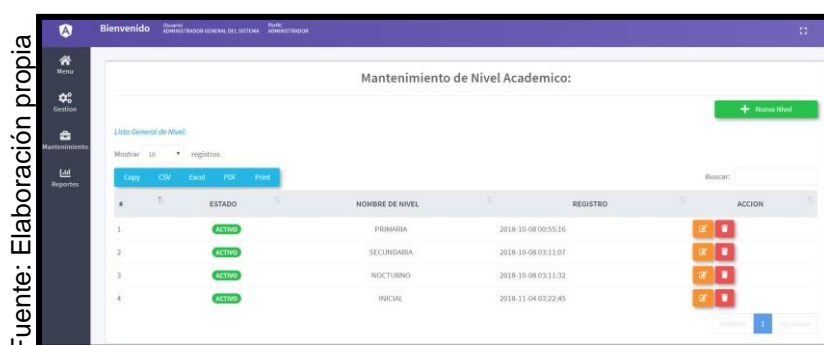 Fuente: Elaboración propia
A
Bienvenido
Usuario: Perfil:
ADMINISTRADOR GENERAL DEL SISTEMA ADMINISTRADOR
Menu
Gestion
Mantenimiento
Reportes
Mantenimiento de Nivel Academico:
+ Nuevo Nivel
Lista General de Nivel:
Mostrar 10 registros
Copy CSV Excel PDF Print
Buscar:
# ESTADO NOMBRE DE NIVEL REGISTRO ACCION
1 ACTIVO PRIMARIA 2018-10-08 00:55:16
2 ACTIVO SECUNDARIA 2018-10-08 03:11:07
3 ACTIVO NOCTURNO 2018-10-08 03:11:32
4 ACTIVO INICIAL 2018-11-04 03:22:45
Anterior 1 Siguiente